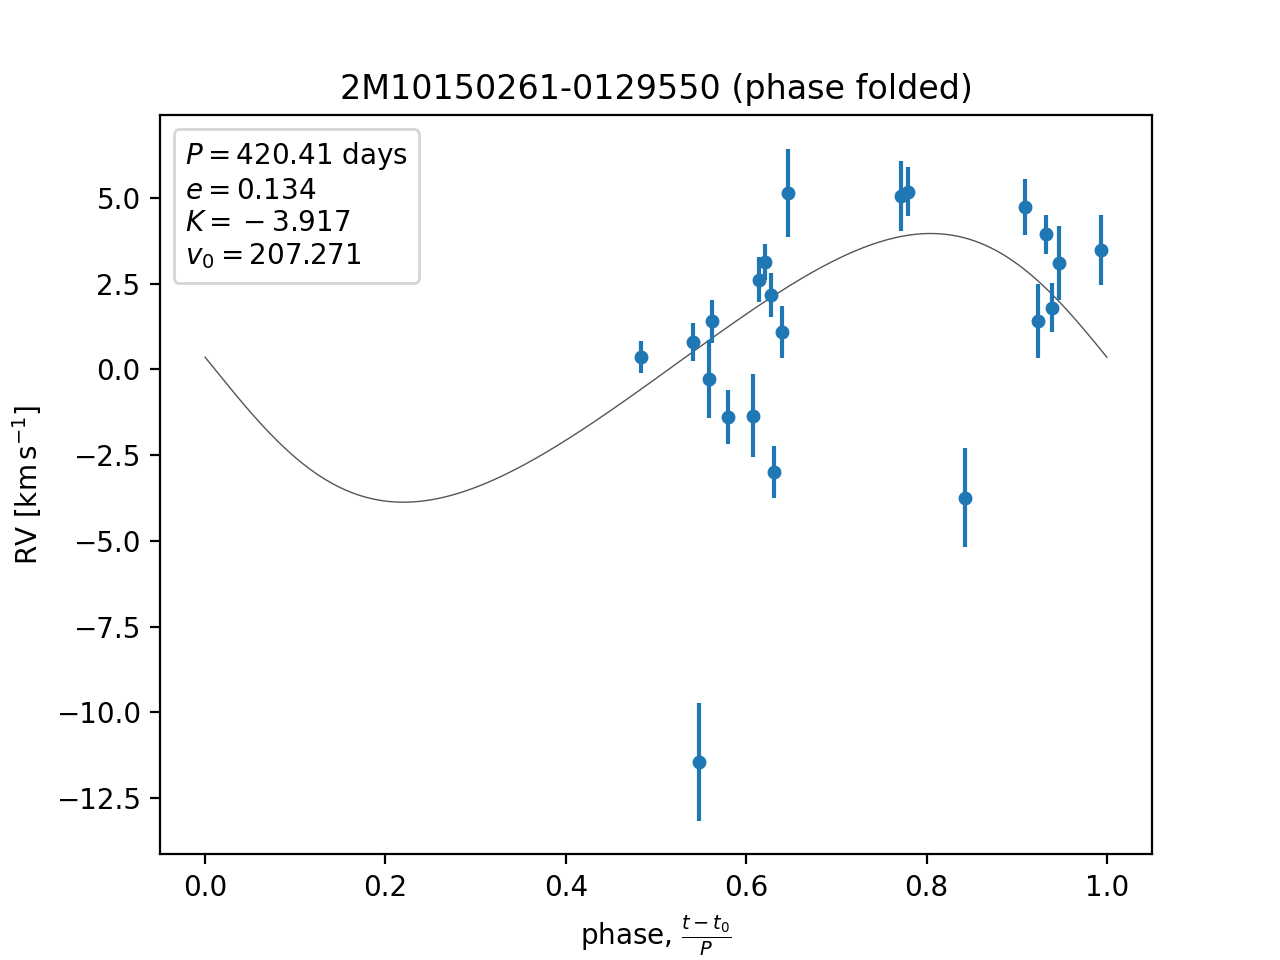 2M10150261-0129550 (phase folded)
P = 420.41 days
e = 0.134
K = −3.917
v₀ = 207.271
5.0
2.5
0.0
−2.5
−5.0
−7.5
−10.0
−12.5
RV [km s⁻¹]
0.0 0.2 0.4 0.6 0.8 1.0
phase, (t − t₀)/P